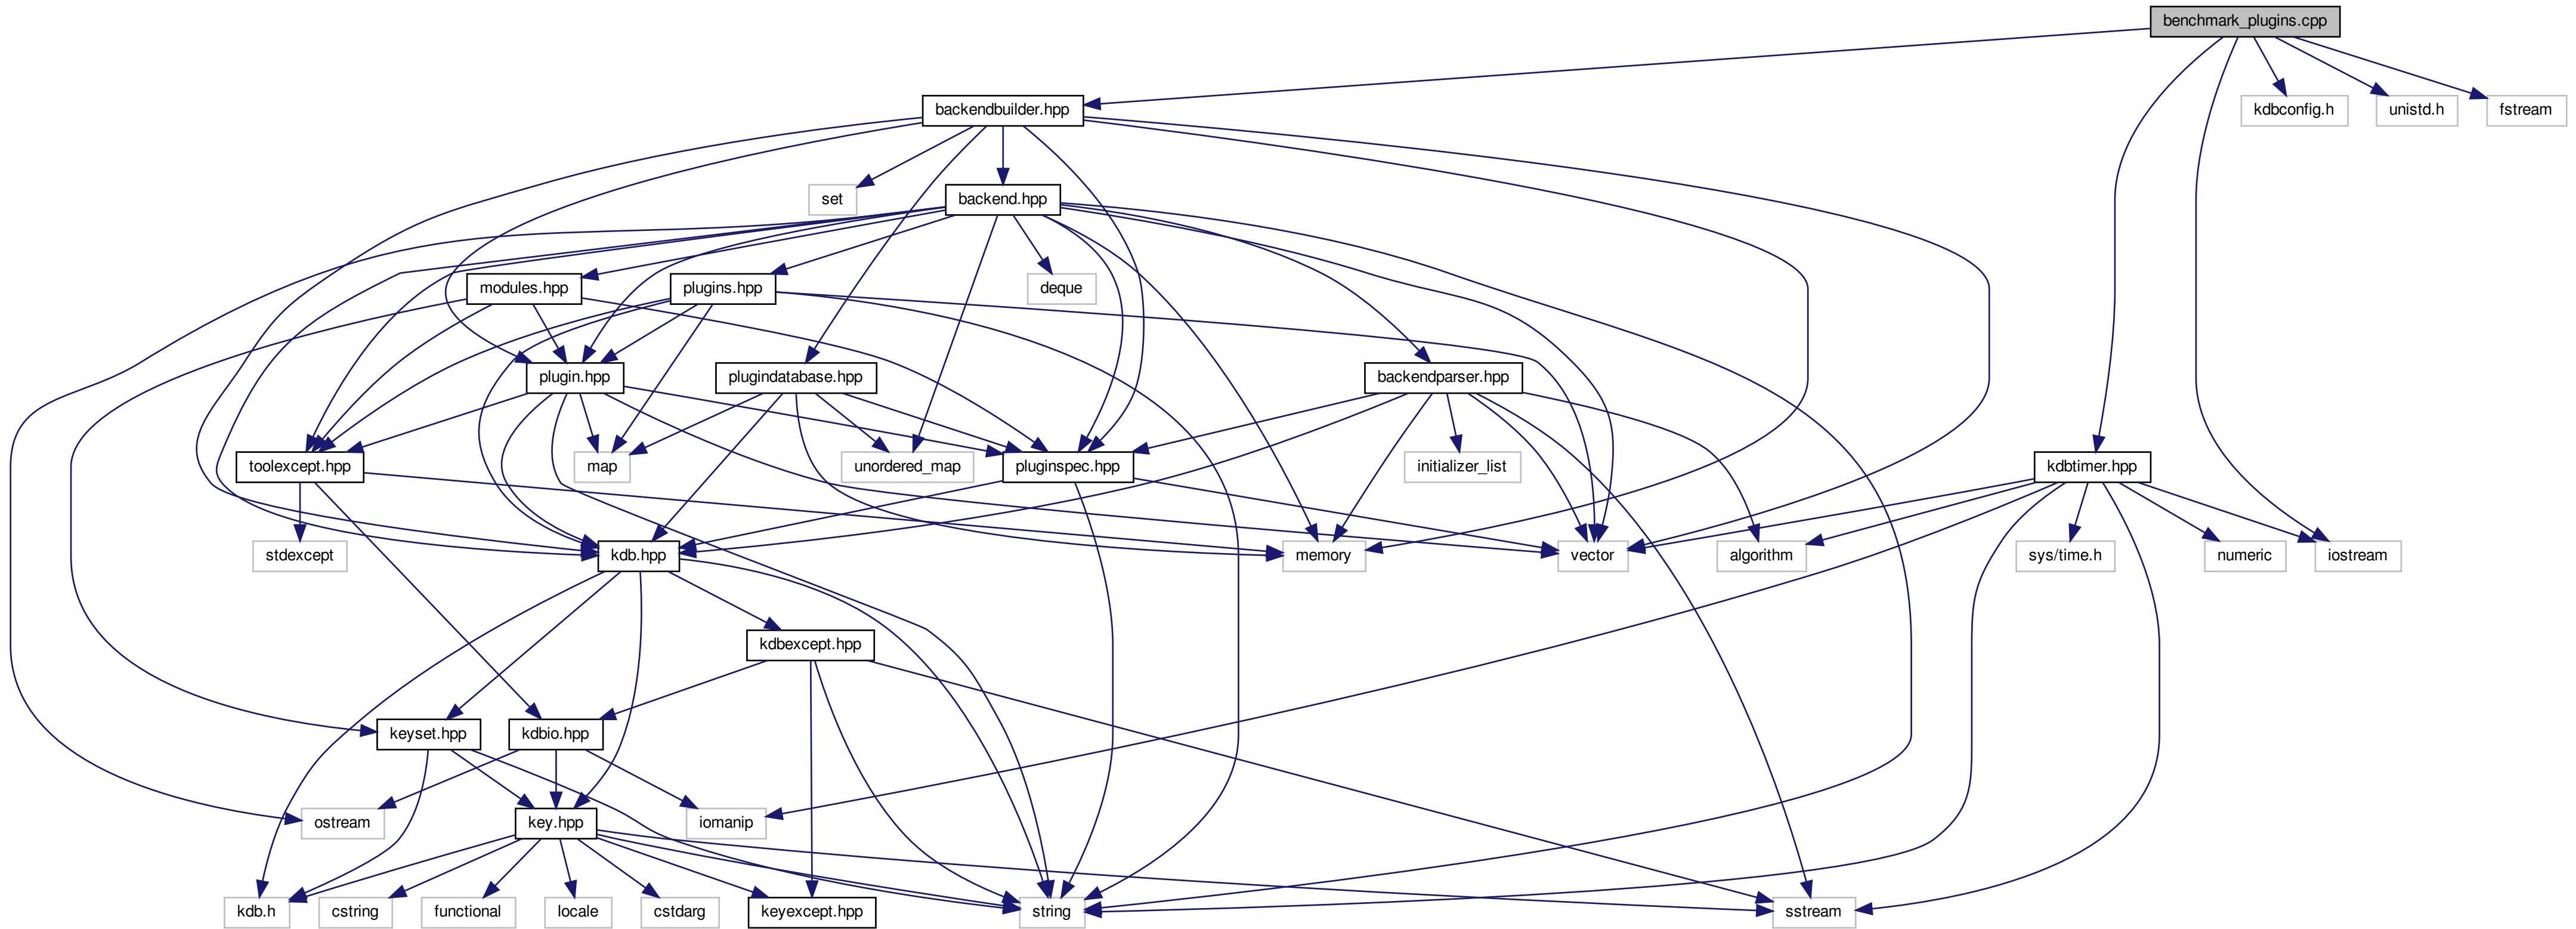 benchmark_plugins.cpp
backendbuilder.hpp
kdbconfig.h
unistd.h
fstream
set
backend.hpp
modules.hpp
plugins.hpp
deque
plugin.hpp
plugindatabase.hpp
backendparser.hpp
toolexcept.hpp
map
unordered_map
pluginspec.hpp
initializer_list
kdbtimer.hpp
stdexcept
kdb.hpp
memory
vector
algorithm
sys/time.h
numeric
iostream
kdbexcept.hpp
keyset.hpp
kdbio.hpp
ostream
key.hpp
iomanip
kdb.h
cstring
functional
locale
cstdarg
keyexcept.hpp
string
sstream